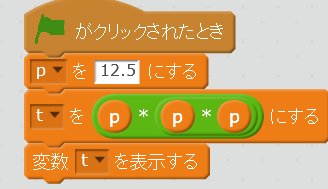 がクリックされたとき
p を 12.5 にする
t を p * p * p にする
変数 t を表示する